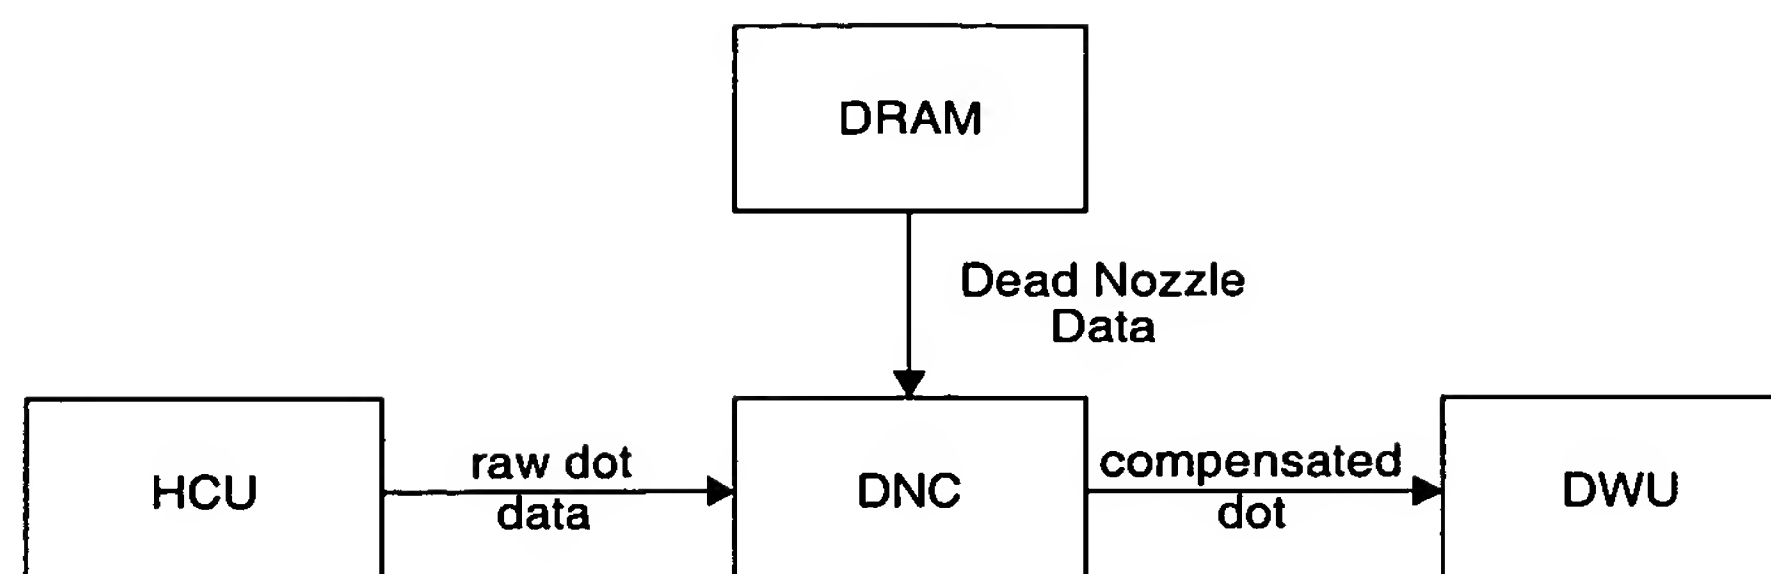 DRAM
Dead Nozzle
Data
HCU
raw dot
data
DNC
compensated
dot
DWU